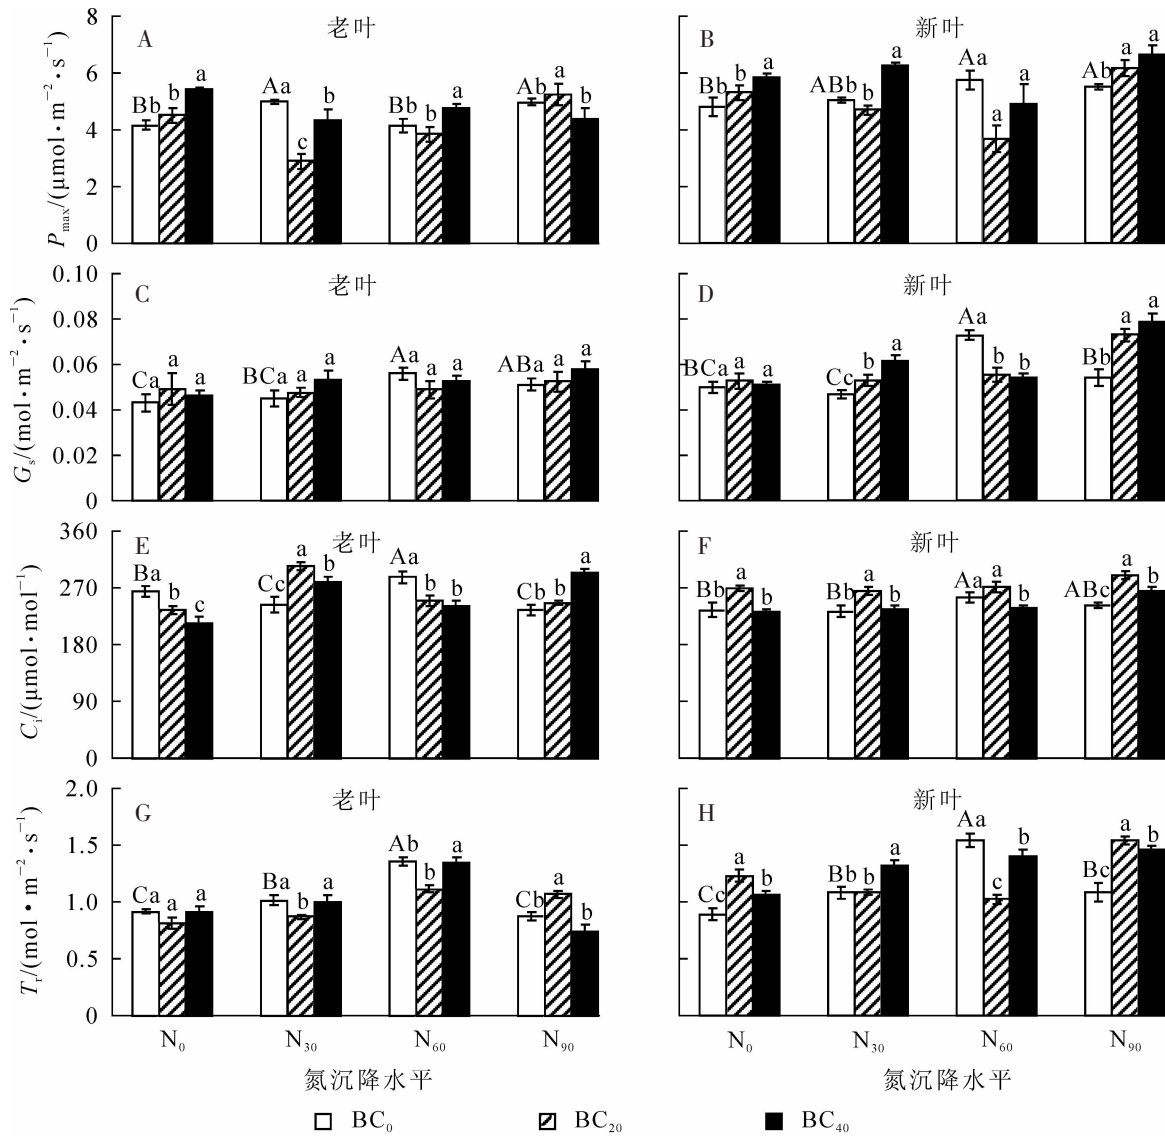 A 老叶
8
6
4
2
0
Pmax/(μmol·m−2·s−1)
Bb b a
Aa c b
Bb b a
Ab a b
B 新叶
Bb b a
ABb b a
Aa a a
Ab a a
C 老叶
0.10
0.08
0.06
0.04
0.02
0
Gs/(mol·m−2·s−1)
Ca a a
BCa a a
Aa a a
ABa a a
D 新叶
BCa a a
Cc b a
Aa b b
Bb a a
E 老叶
360
270
180
90
0
Ci/(μmol·mol−1)
Ba b c
Cc a b
Aa b b
Cb b a
F 新叶
Bb a b
Bb a b
Aa a b
ABc a b
G 老叶
2.0
1.5
1.0
0.5
0
Tr/(mol·m−2·s−1)
Ca a a
Ba b a
Ab b a
Cb a b
H 新叶
Cc a b
Bb b a
Aa c b
Bc a b
N0 N30 N60 N90
N0 N30 N60 N90
氮沉降水平
氮沉降水平
BC0 BC20 BC40